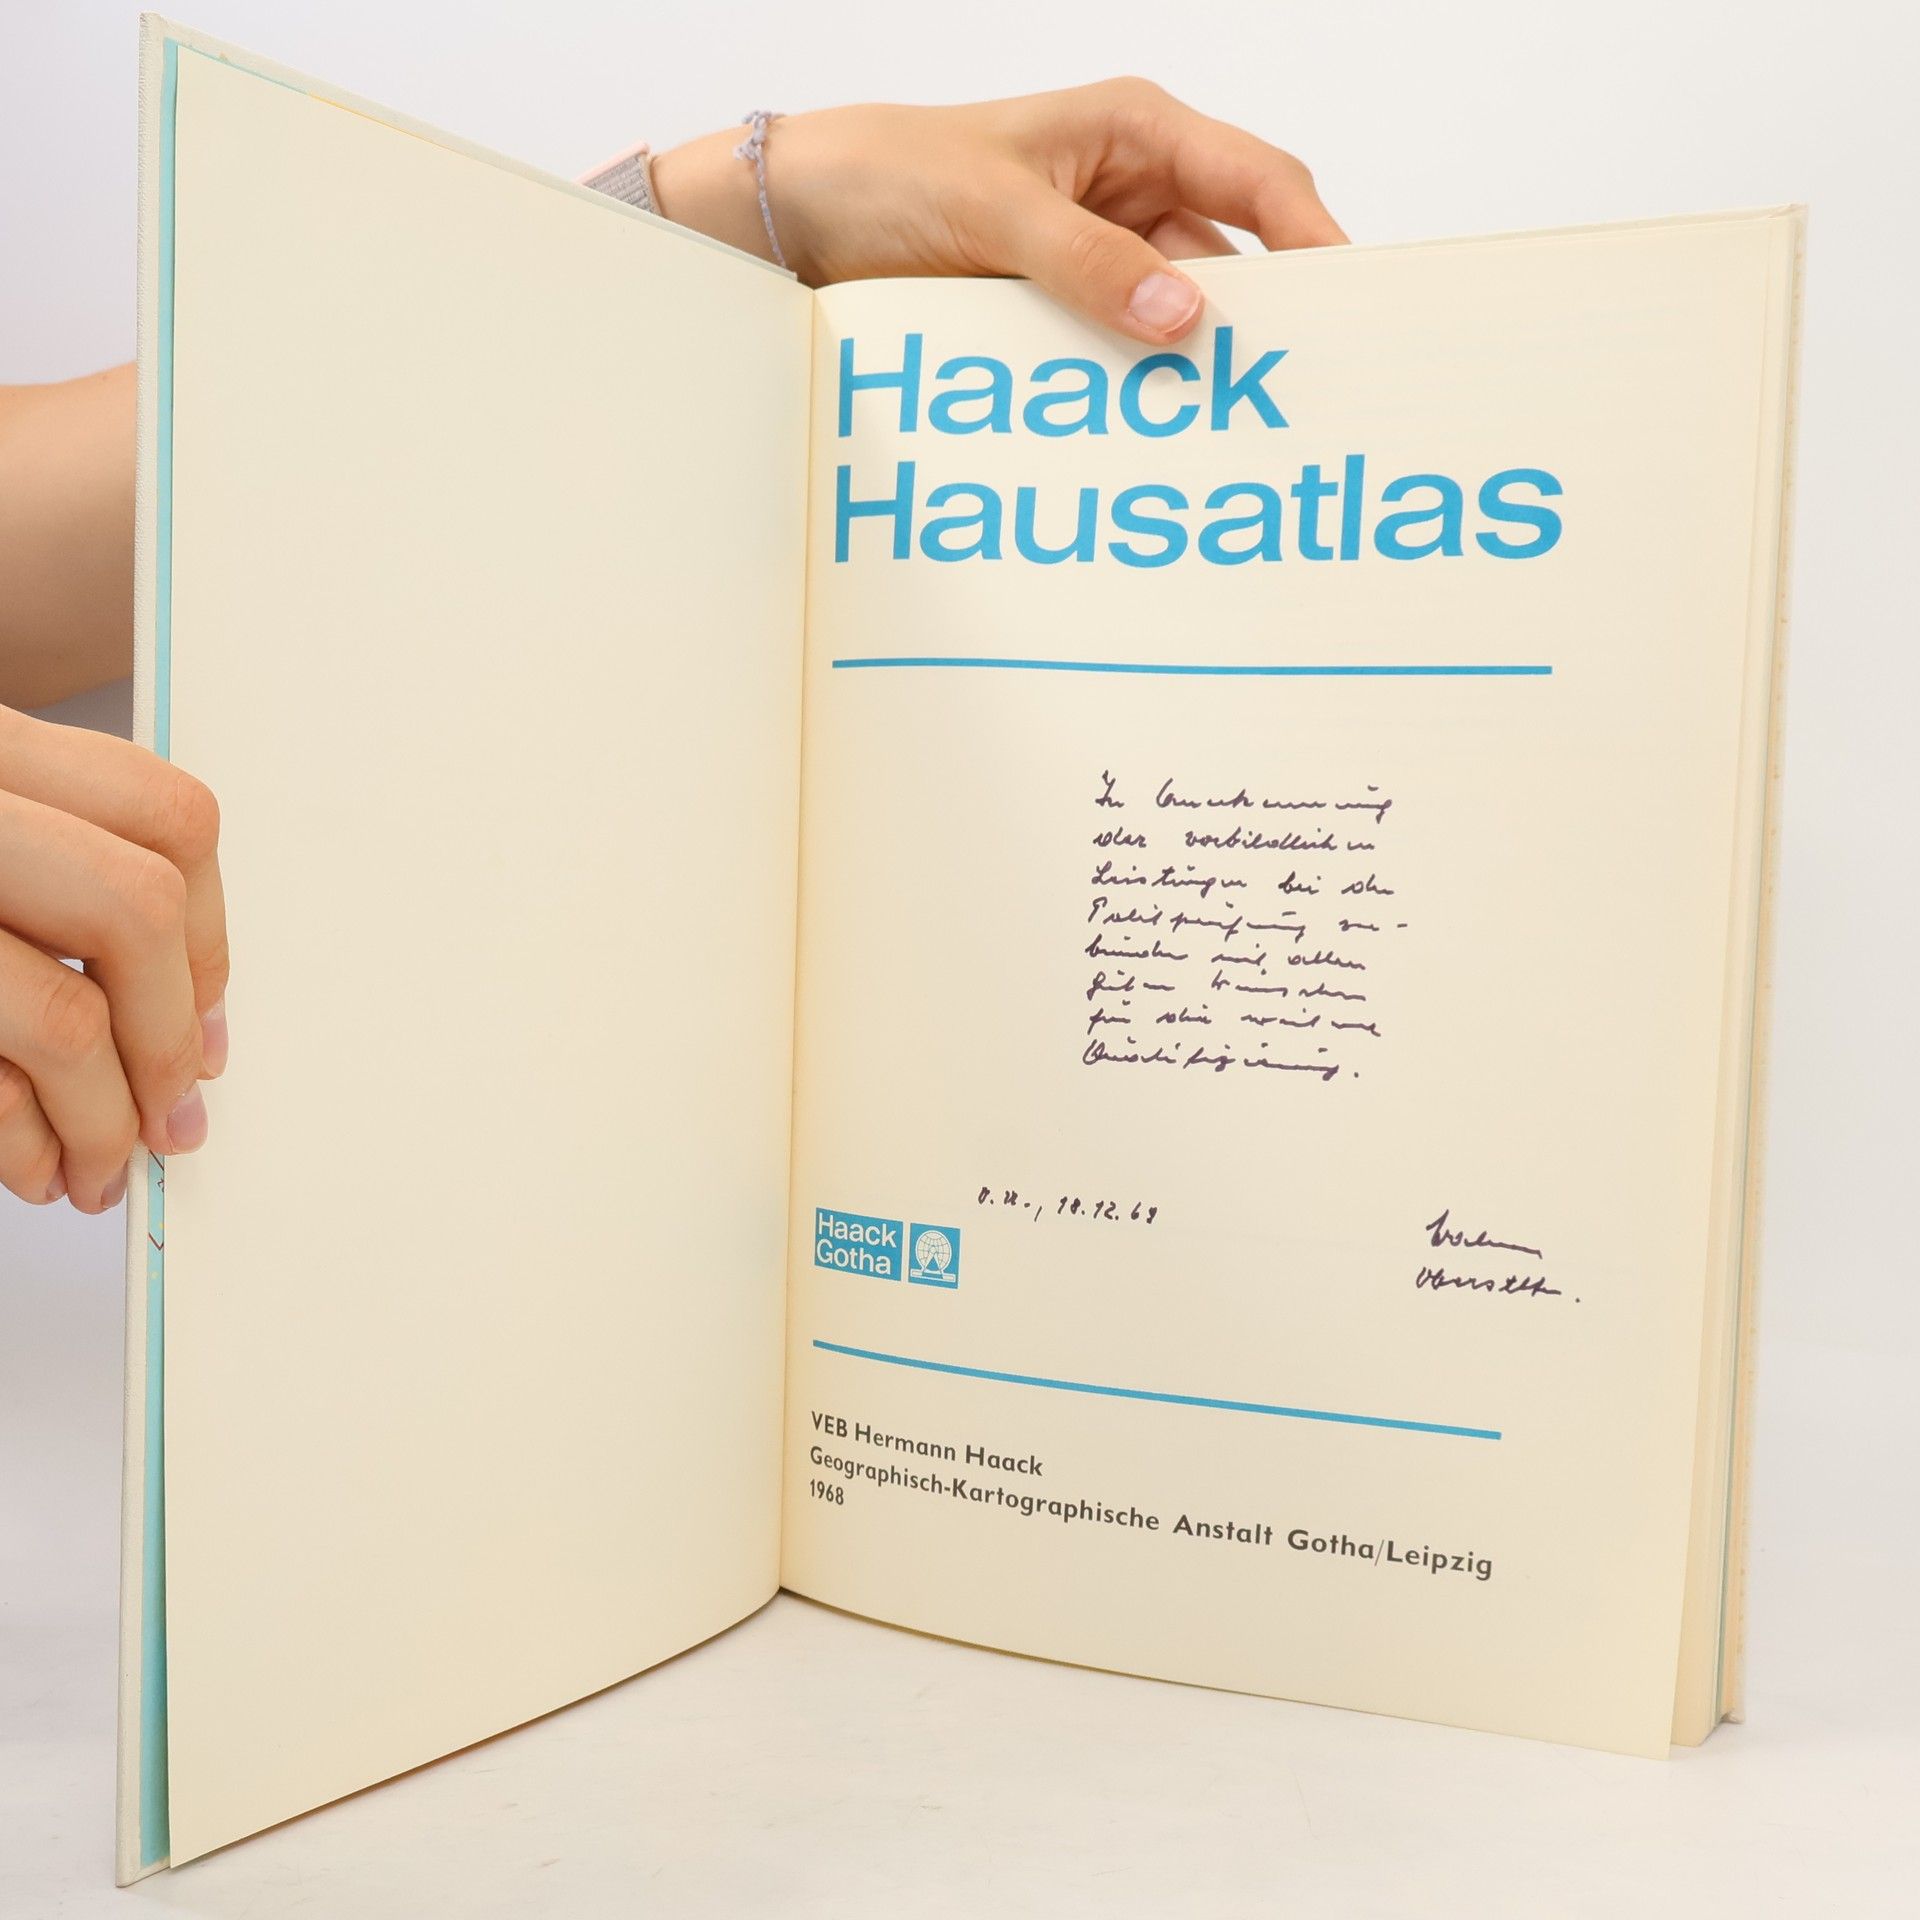 Haack
Hausatlas
In Anerkennung
der vorbildlichen
Leistungen bei der
Politprüfung ver-
bunden mit allen
guten Wünschen
für die weitere
Qualifizierung.
O. U., 18.12.69
Oberstltn.
Haack
Gotha
VEB Hermann Haack
Geographisch-Kartographische Anstalt Gotha/Leipzig
1968